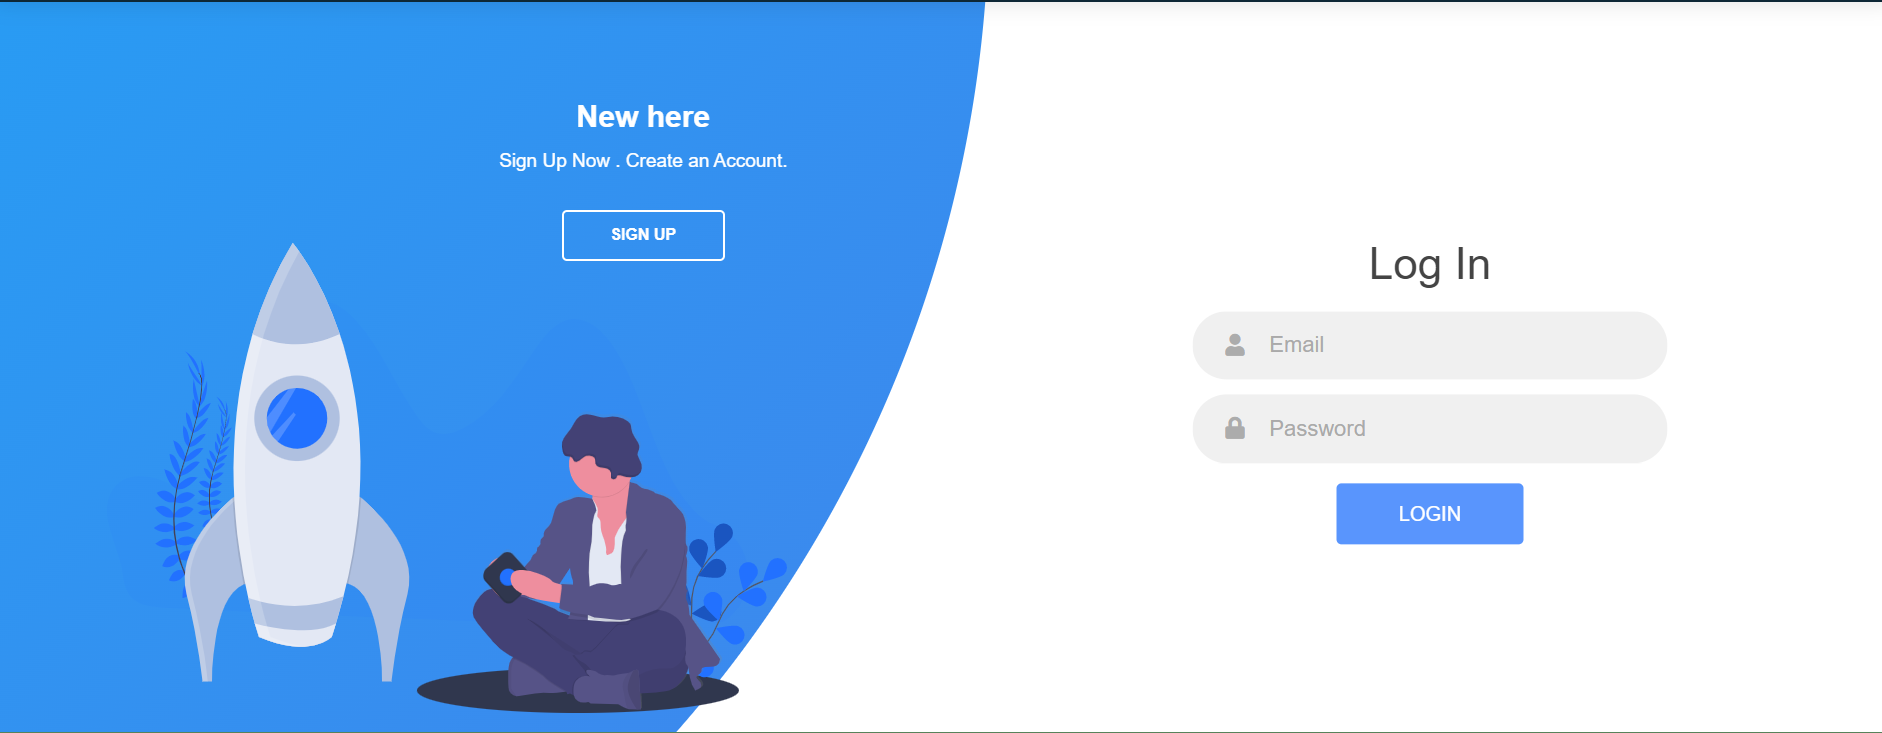 New here
Sign Up Now . Create an Account.
SIGN UP
Log In
Email
Password
LOGIN